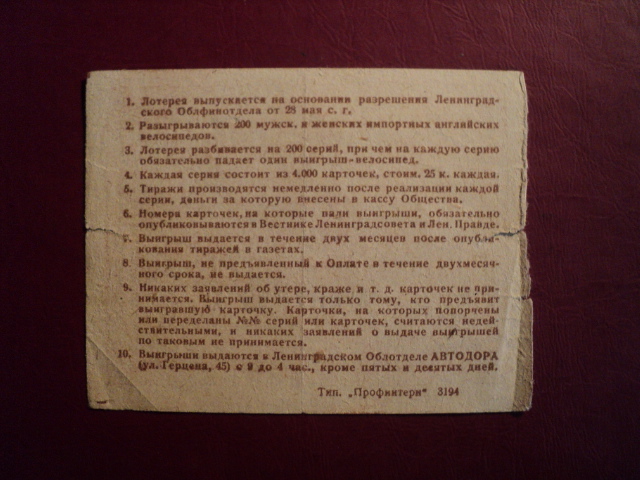 1. Лотерея выпускается на основании разрешения Ленинград-
ского Облфинотдела от 28 мая с. г.
2. Разыгрываются 200 мужск. и женских импортных английских
велосипедов.
3. Лотерея разбивается на 200 серий, при чем на каждую серию
обязательно падает один выигрыш-велосипед.
4. Каждая серия состоит из 4.000 карточек, стоим. 25 к. каждая.
5. Тиражи производятся немедленно после реализации каждой
серии, деньги за которую внесены в кассу Общества.
6. Номера карточек, на которые пали выигрыши, обязательно
опубликовываются в Вестнике Ленинградсовета и Лен. Правде.
7. Выигрыш выдается в течение двух месяцев после опубли-
кования тиражей в газетах.
8. Выигрыш, не предъявленный к Оплате в течение двухмесяч-
ного срока, не выдается.
9. Никаких заявлений об утере, краже и т. д. карточек не при-
нимается. Выигрыш выдается только тому, кто предъявит
выигравшую карточку. Карточки, на которых попорчены
или переделаны №№ серий или карточек, считаются недей-
ствительными, и никаких заявлений о выдаче выигрышей
по таковым не принимается.
10. Выигрыши выдаются в Ленинградском Облотделе АВТОДОРА
(ул. Герцена, 45) с 9 до 4 час., кроме пятых и десятых дней.
Тип. „Профинтерн" 3194